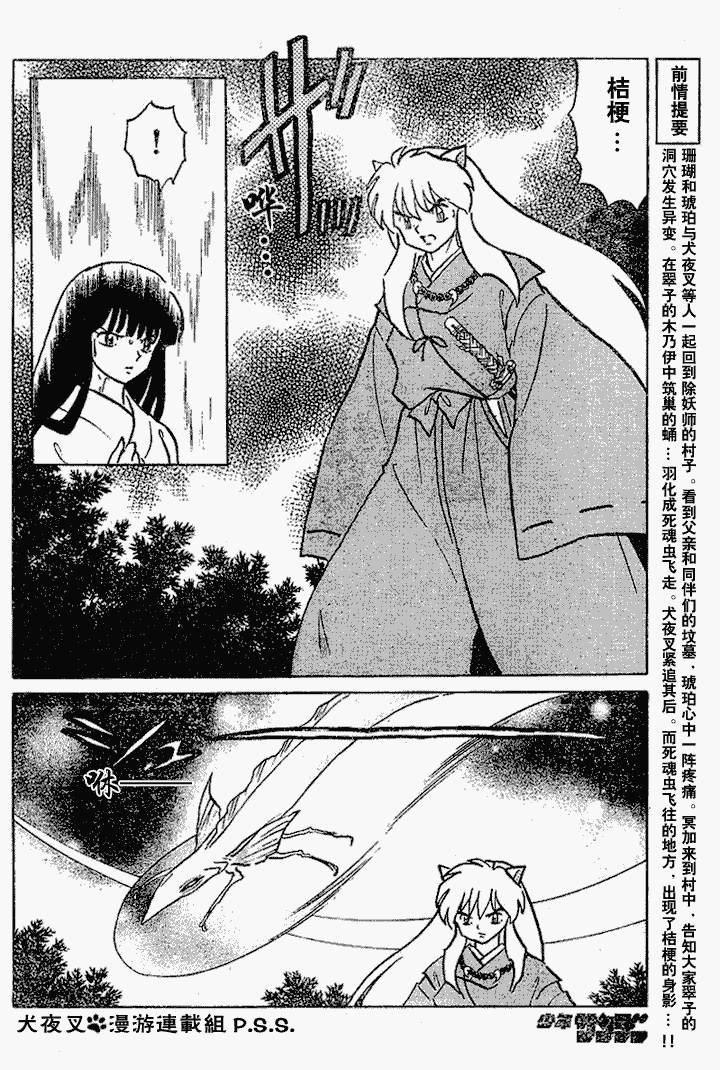 前情提要
珊瑚和琥珀与犬夜叉等人一起回到除妖师的村子。看到父亲和同伴们的坟墓．琥珀心中一阵疼痛。冥加来到村中．告知大家翠子的
洞穴发生异变。在翠子的木乃伊中筑巢的蛹…羽化成死魂虫飞走。犬夜叉紧追其后。而死魂虫飞往的地方．出现了桔梗的身影…!!
桔梗…
哗…
！
咻——
犬夜叉 漫游連載組 P.S.S.
少年